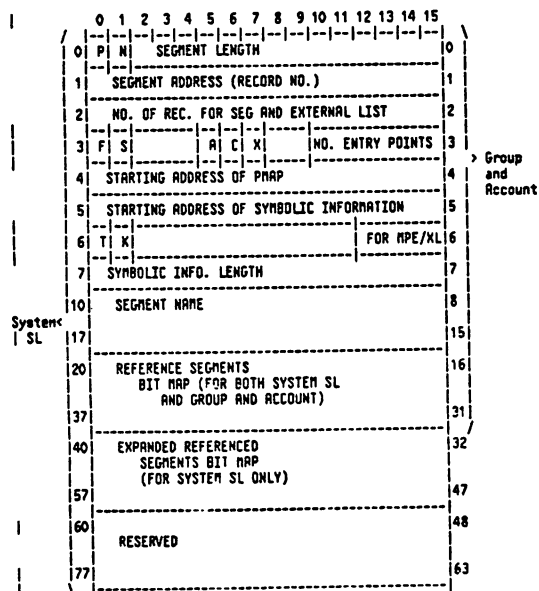 0 1 2 3 4 5 6 7 8 9 10 11 12 13 14 15
0 P N SEGMENT LENGTH 0
1 SEGMENT ADDRESS (RECORD NO.) 1
2 NO. OF REC. FOR SEG AND EXTERNAL LIST 2
3 F S A C X NO. ENTRY POINTS 3
> Group
and
Account
4 STARTING ADDRESS OF PMAP 4
5 STARTING ADDRESS OF SYMBOLIC INFORMATION 5
6 T K FOR MPE/XL 6
7 SYMBOLIC INFO. LENGTH 7
10 SEGMENT NAME 8
System<
SL
17 15
20 REFERENCE SEGMENTS 16
BIT MAP (FOR BOTH SYSTEM SL
AND GROUP AND ACCOUNT)
37 31
40 EXPANDED REFERENCED 32
SEGMENTS BIT MAP
(FOR SYSTEM SL ONLY)
57 47
60 48
RESERVED
77 63